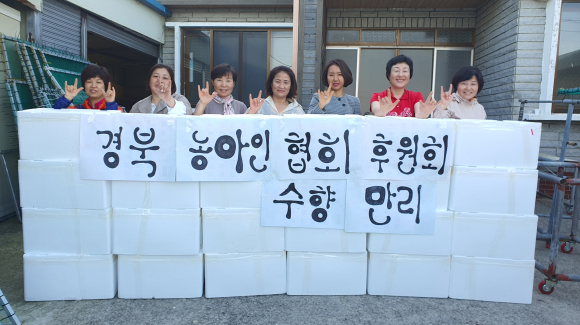 경북 농아인 협회 후원회
수향 만리